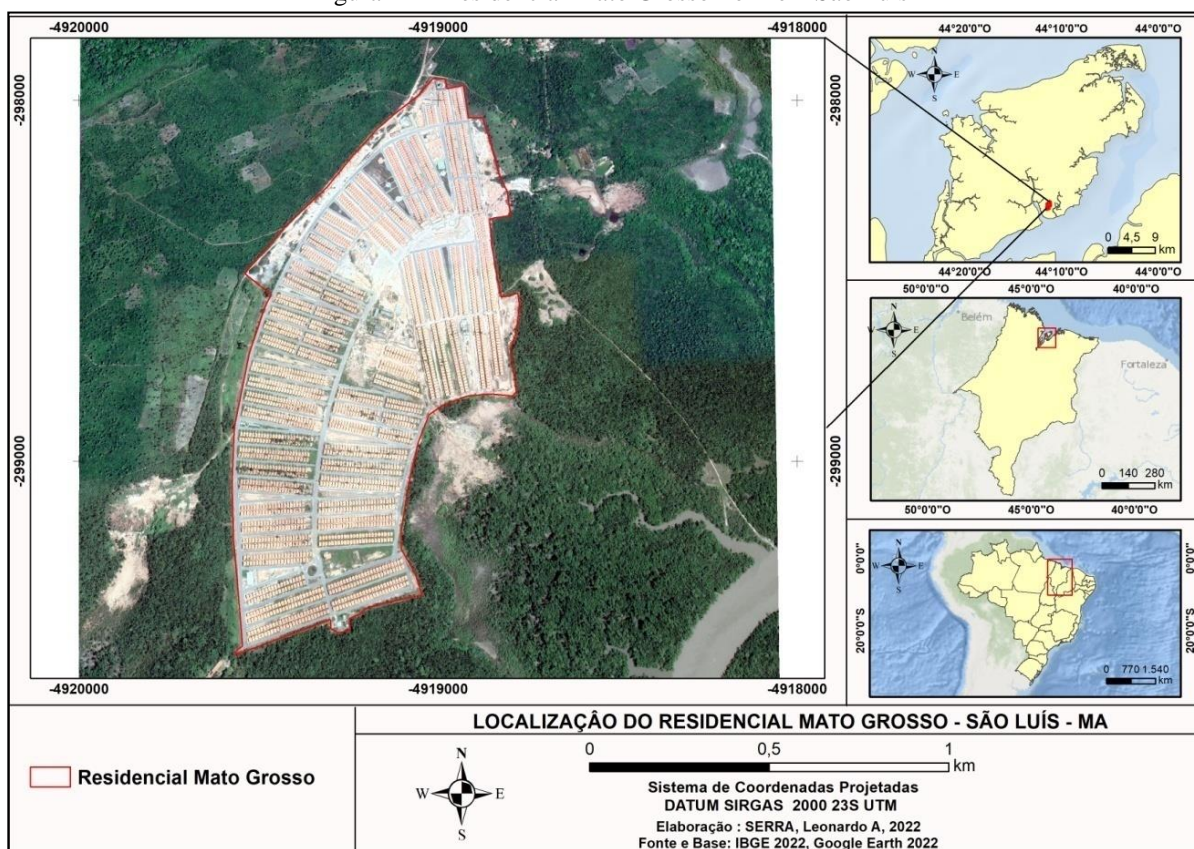 -4920000 -4919000 -4918000
-298000
-299000
-298000
-299000
-4920000 -4919000 -4918000
44°20'0"O 44°10'0"O 44°0'0"O
N
W E
S
0 4,5 9
km
44°20'0"O 44°10'0"O 44°0'0"O
50°0'0"O 45°0'0"O 40°0'0"O
N
W E
S
Belém
Fortaleza
0 140 280
km
50°0'0"O 45°0'0"O 40°0'0"O
N
W E
S
0°0'0"
20°0'0"S
0°0'0"
20°0'0"S
0 770 1.540
km
LOCALIZAÇÂO DO RESIDENCIAL MATO GROSSO - SÃO LUÍS - MA
Residencial Mato Grosso
N
W E
S
0 0,5 1
km
Sistema de Coordenadas Projetadas
DATUM SIRGAS 2000 23S UTM
Elaboração : SERRA, Leonardo A, 2022
Fonte e Base: IBGE 2022, Google Earth 2022